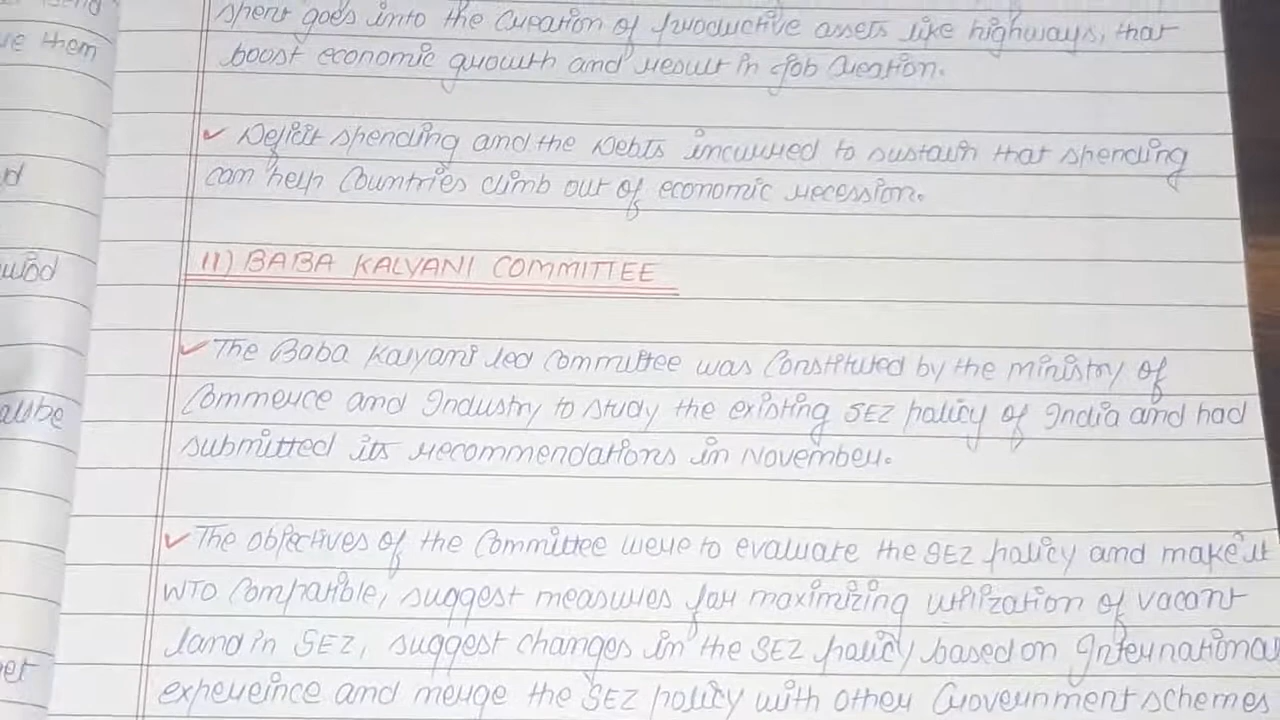 spent goes into the Creation of productive assets like highways, that
boost economic growth and result in job Creation.
✓ Deficit spending and the Debts incurred to sustain that spending
can help Countries climb out of economic recession.
11) BABA KALYANI COMMITTEE
✓ The Baba Kalyani led Committee was Constituted by the ministry of
Commerce and Industry to study the existing SEZ policy of India and had
submitted its recommendations in November.
✓ The objectives of the Committee were to evaluate the SEZ policy and make it
WTO Compatible, suggest measures for maximizing utilization of vacant
land in SEZ, suggest changes in the SEZ policy based on International
expereince and merge the SEZ policy with other Government schemes
ve them